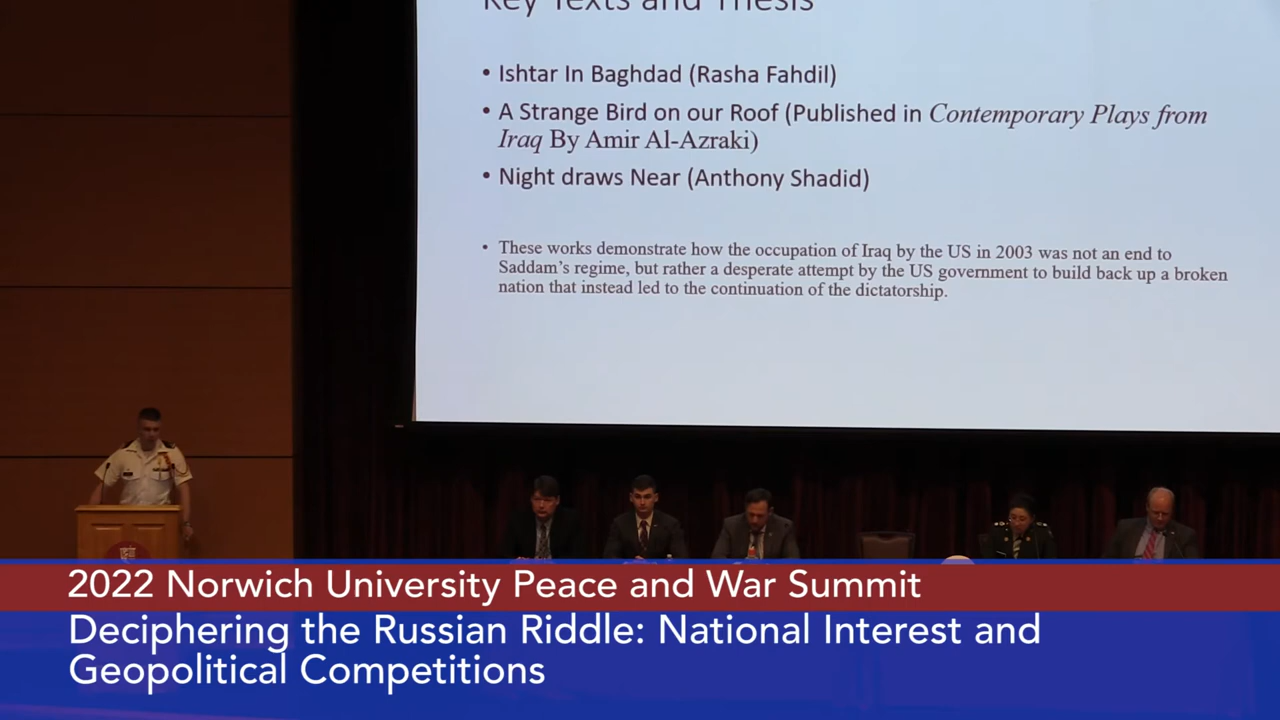 Key Texts and Thesis
• Ishtar In Baghdad (Rasha Fahdil)
• A Strange Bird on our Roof (Published in Contemporary Plays from
Iraq By Amir Al-Azraki)
• Night draws Near (Anthony Shadid)
• These works demonstrate how the occupation of Iraq by the US in 2003 was not an end to
Saddam's regime, but rather a desperate attempt by the US government to build back up a broken
nation that instead led to the continuation of the dictatorship.
2022 Norwich University Peace and War Summit
Deciphering the Russian Riddle: National Interest and
Geopolitical Competitions